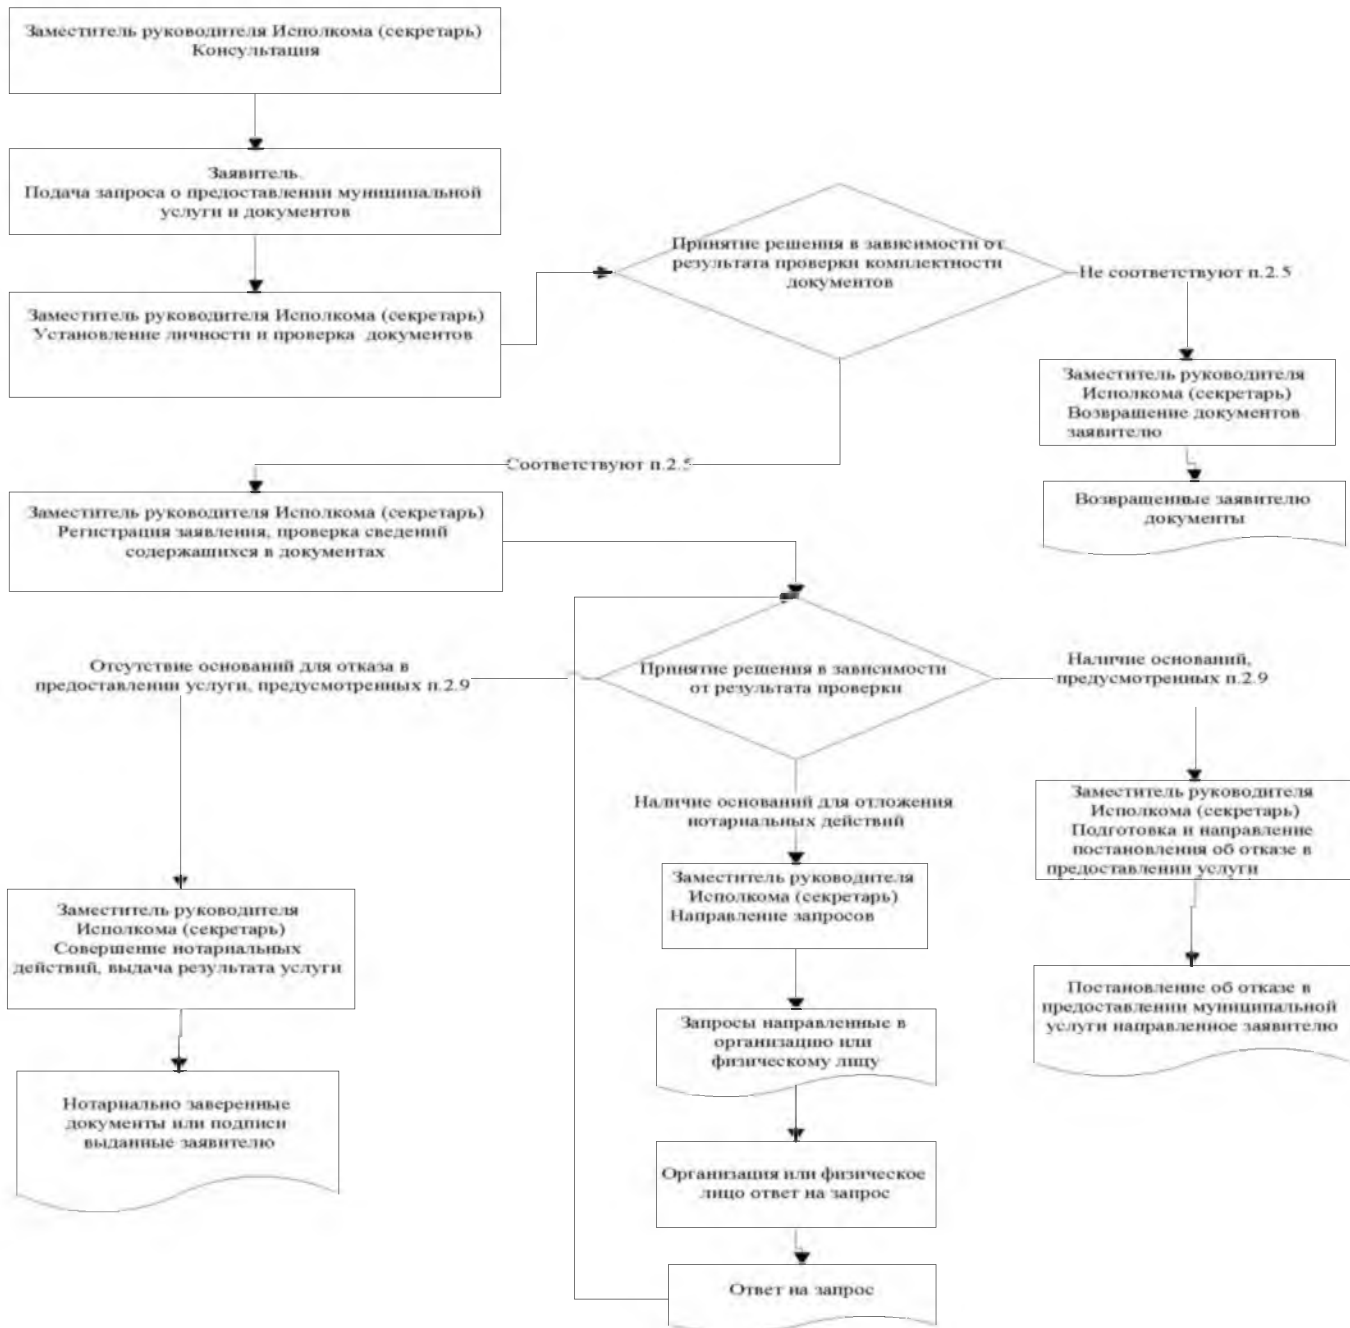 Заместитель руководителя Исполкома (секретарь)
Консультация
Заявитель
Подача запроса о предоставлении муниципальной
услуги и документов
Заместитель руководителя Исполкома (секретарь)
Установление личности и проверка документов
Принятие решения в зависимости от
результата проверки комплектности
документов
Не соответствуют п.2.5
Заместитель руководителя
Исполкома (секретарь)
Возвращение документов
заявителю
Возвращенные заявителю
документы
Соответствуют п.2.5
Заместитель руководителя Исполкома (секретарь)
Регистрация заявления, проверка сведений
содержащихся в документах
Принятие решения в зависимости
от результата проверки
Отсутствие оснований для отказа в
предоставлении услуги, предусмотренных п.2.9
Наличие оснований,
предусмотренных п.2.9
Наличие оснований для отложения
нотариальных действий
Заместитель руководителя
Исполкома (секретарь)
Совершение нотариальных
действий, выдача результата услуги
Нотариально заверенные
документы или подписи
выданные заявителю
Заместитель руководителя
Исполкома (секретарь)
Направление запросов
Запросы направленные в
организацию или
физическому лицу
Организация или физическое
лицо ответ на запрос
Ответ на запрос
Заместитель руководителя
Исполкома (секретарь)
Подготовка и направление
постановления об отказе в
предоставлении услуги
Постановление об отказе в
предоставлении муниципальной
услуги направленное заявителю